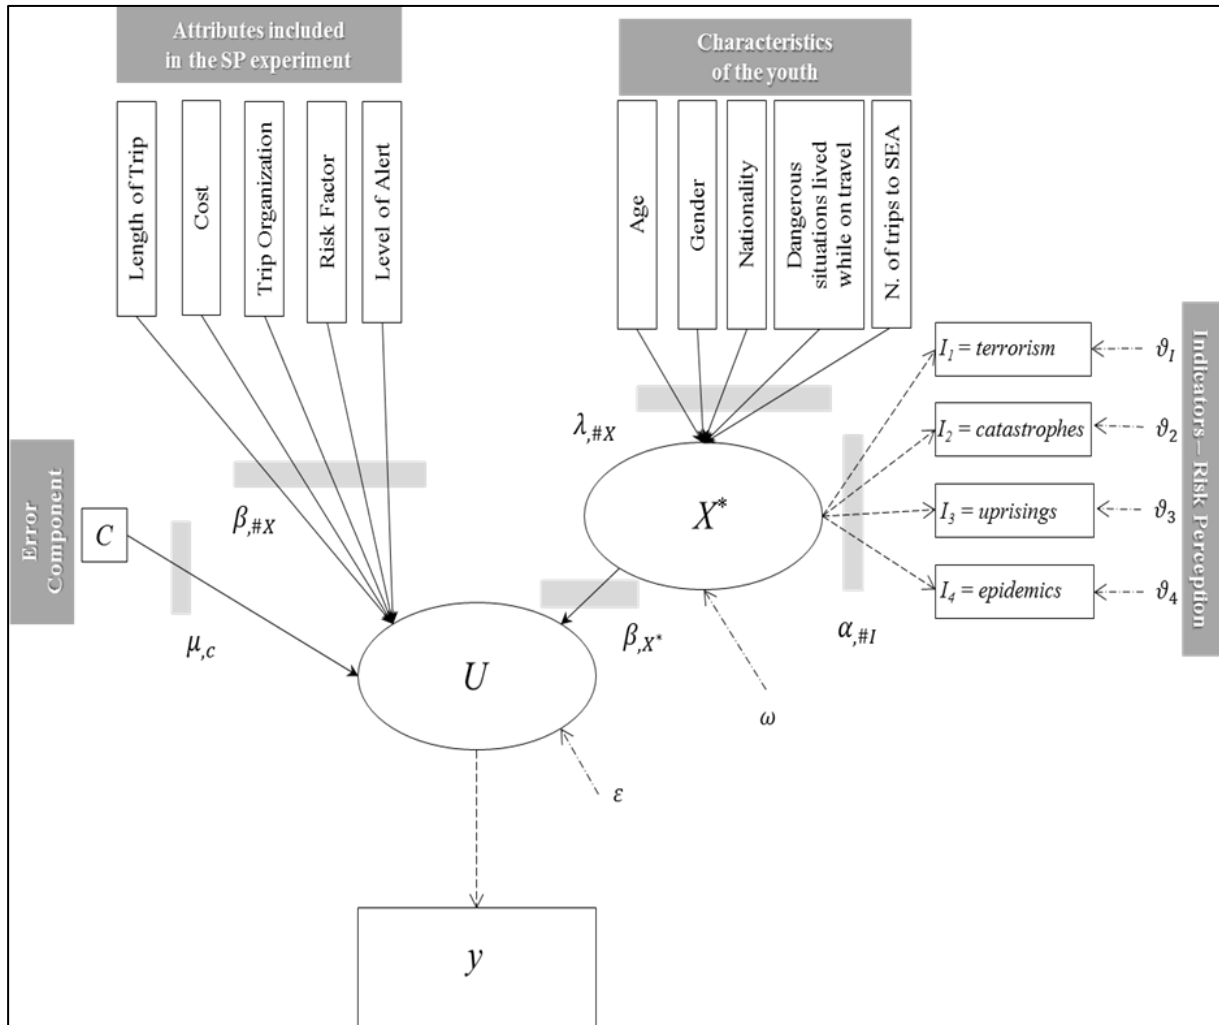 Attributes included
in the SP experiment
Characteristics
of the youth
Length of Trip
Cost
Trip Organization
Risk Factor
Level of Alert
Age
Gender
Nationality
Dangerous
situations lived
while on travel
N. of trips to SEA
I1 = terrorism
ϑ1
I2 = catastrophes
ϑ2
I3 = uprisings
ϑ3
I4 = epidemics
ϑ4
Indicators— Risk Perception
λ,#X
X*
α,#I
Error
Component
C
β,#X
μ,c
β,X*
U
ω
ε
y